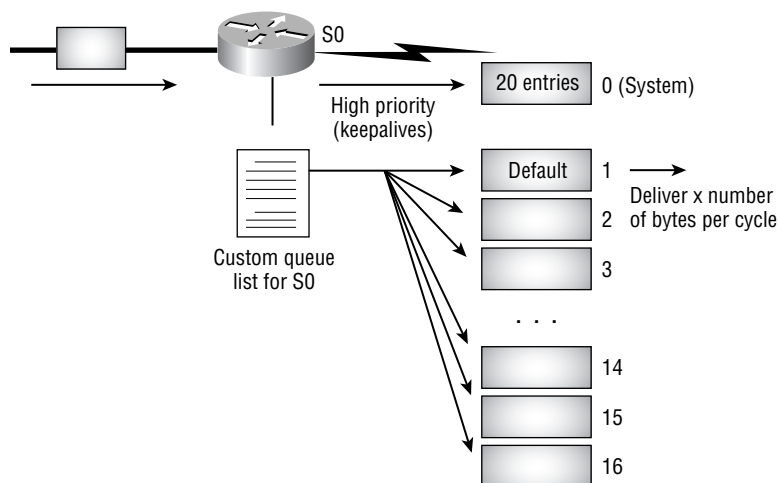 S0
20 entries
0 (System)
High priority
(keepalives)
Default
1
Deliver x number
of bytes per cycle
2
3
Custom queue
list for S0
. . .
14
15
16